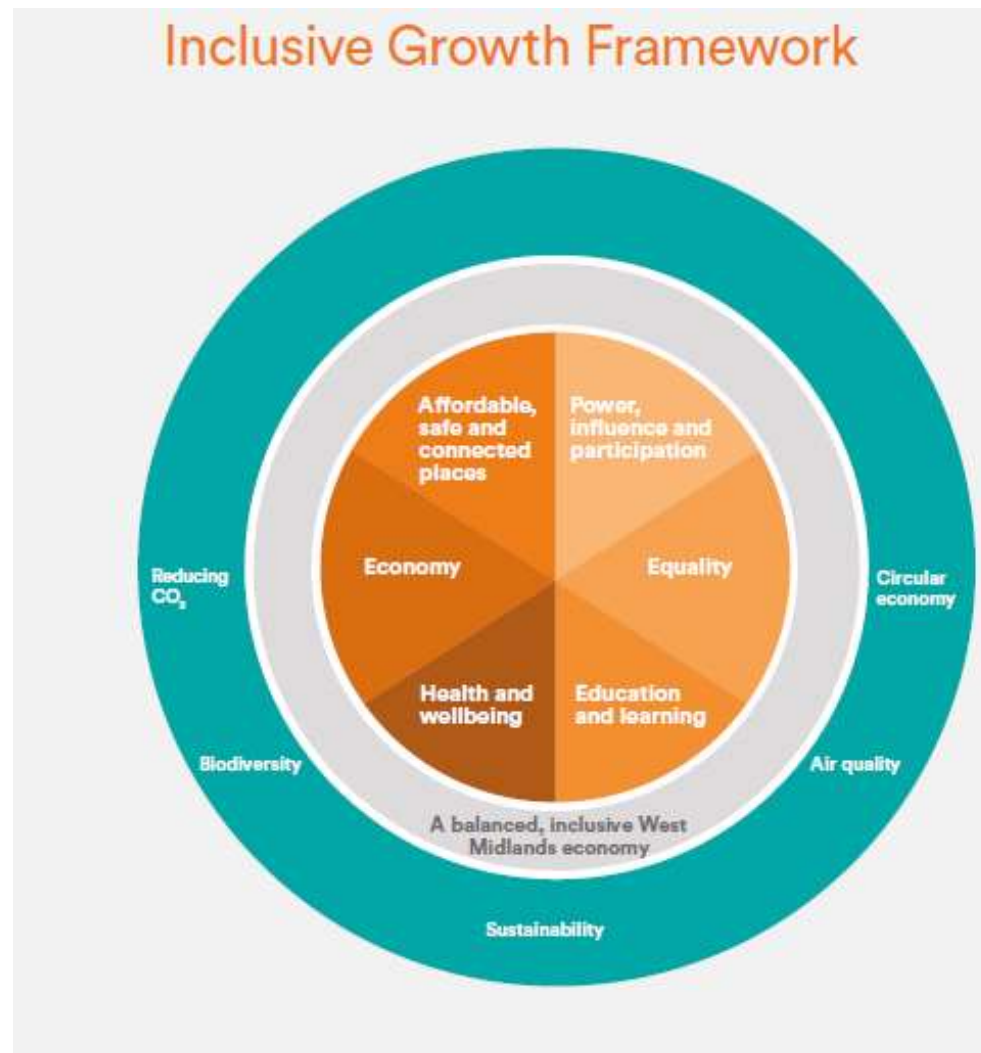 Inclusive Growth Framework
Affordable,
safe and
connected
places
Power,
influence and
participation
Economy
Equality
Reducing
CO₂
Circular
economy
Health and
wellbeing
Education
and learning
Biodiversity
Air quality
A balanced, inclusive West
Midlands economy
Sustainability